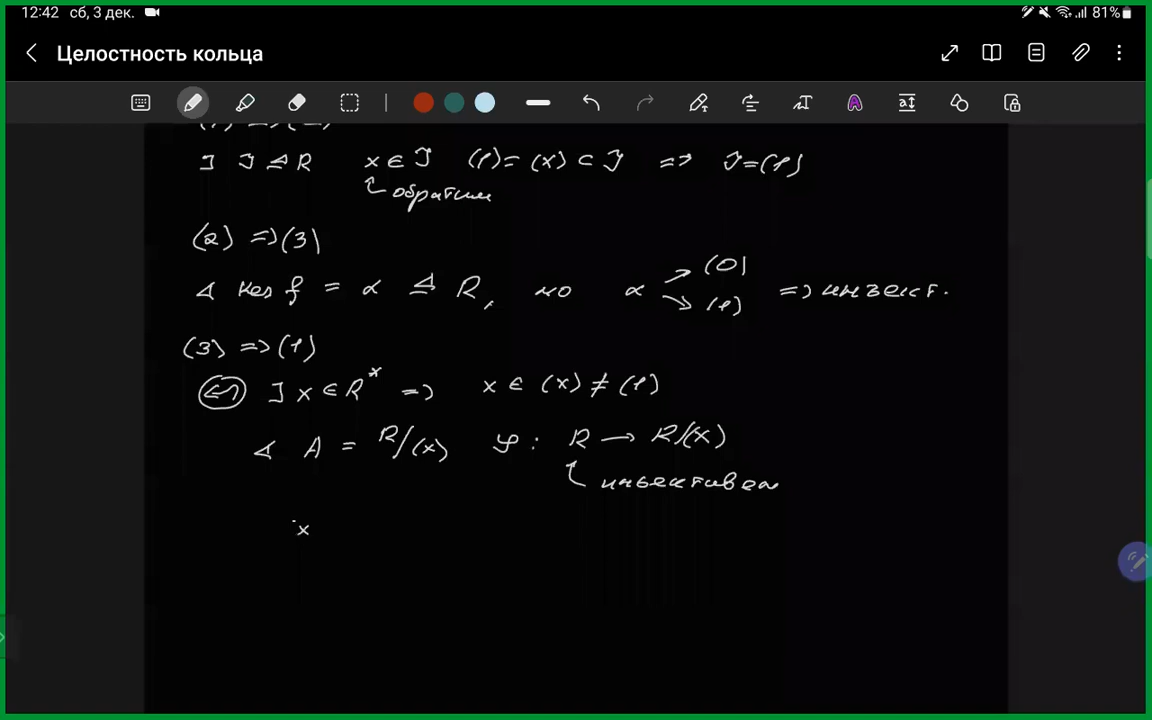 12:42 сб, 3 дек. 81%
Целостность кольца
∃ J ⊴ R x ∈ J (1) = (x) ⊂ J => J = (1)
обратим
(2) => (3)
∢ Ker f = α ⊴ R, но α (0) (1) => инъект.
(3) => (1)
∃ x ∈ R* => x ∈ (x) ≠ (1)
∢ A = R/(x) φ: R → R/(x)
инъективен
x